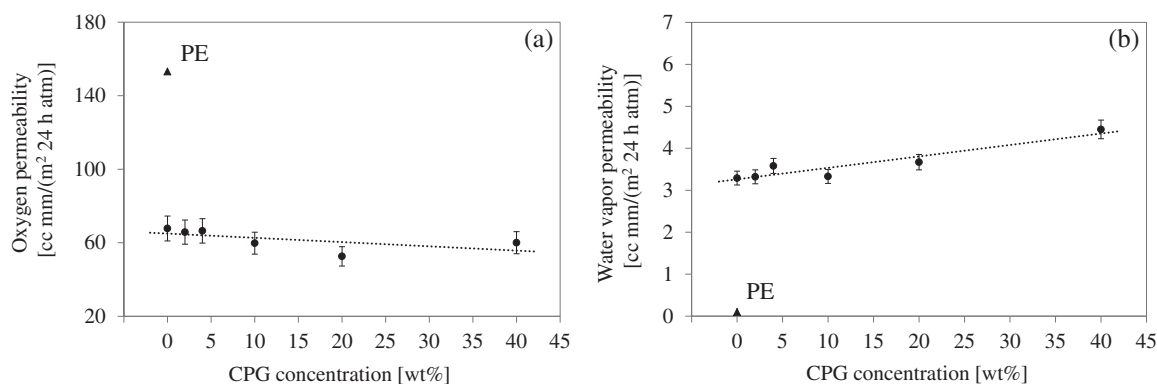 (a)
PE
Oxygen permeability
[cc mm/(m² 24 h atm)]
180
140
100
60
20
0 5 10 15 20 25 30 35 40 45
CPG concentration [wt%]
(b)
PE
Water vapor permeability
[cc mm/(m² 24 h atm)]
7
6
5
4
3
2
1
0
0 5 10 15 20 25 30 35 40 45
CPG concentration [wt%]